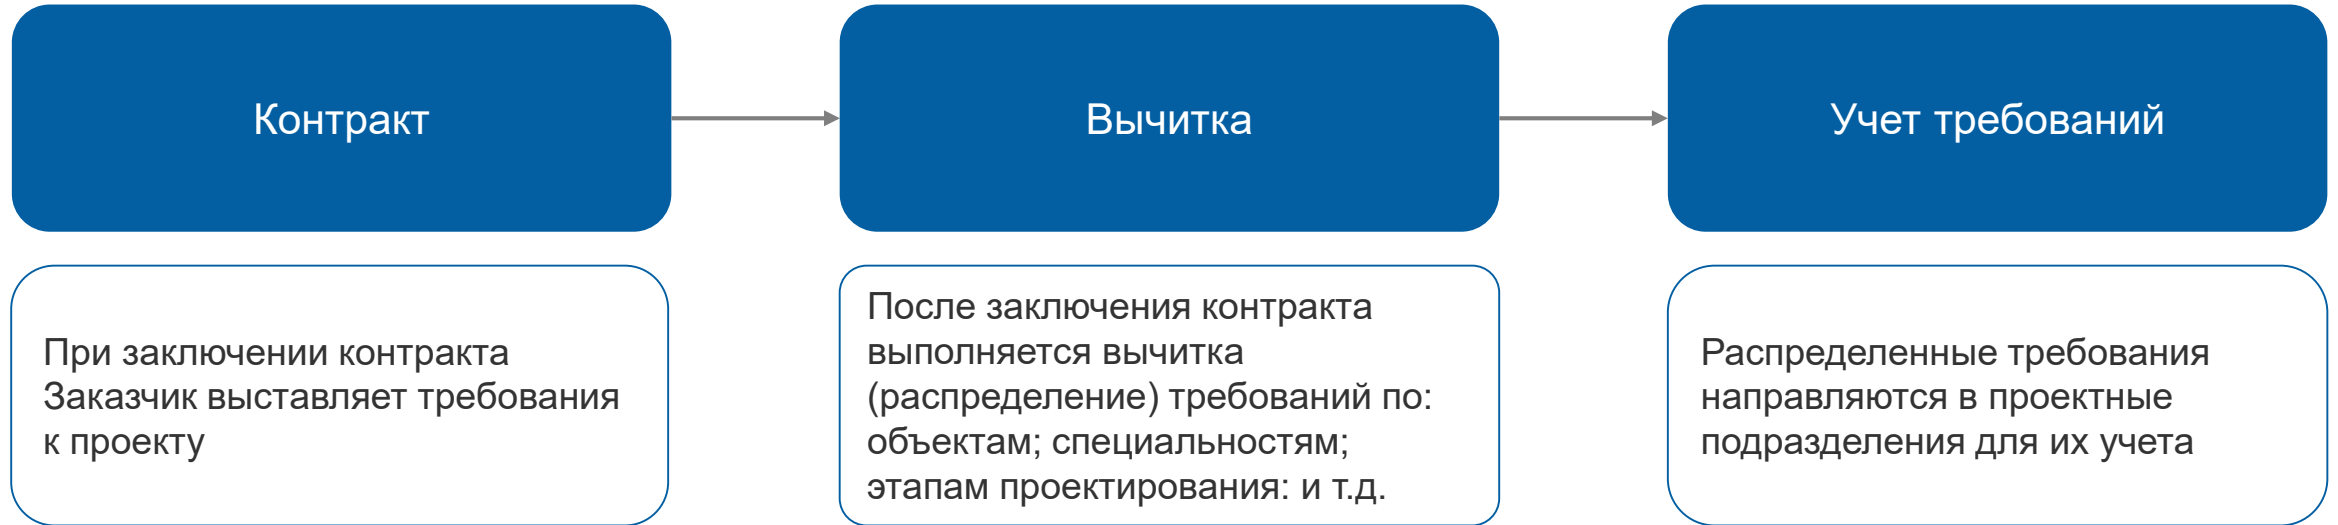 Контракт
Вычитка
Учет требований
При заключении контракта
Заказчик выставляет требования
к проекту
После заключения контракта
выполняется вычитка
(распределение) требований по:
объектам; специальностям;
этапам проектирования: и т.д.
Распределенные требования
направляются в проектные
подразделения для их учета